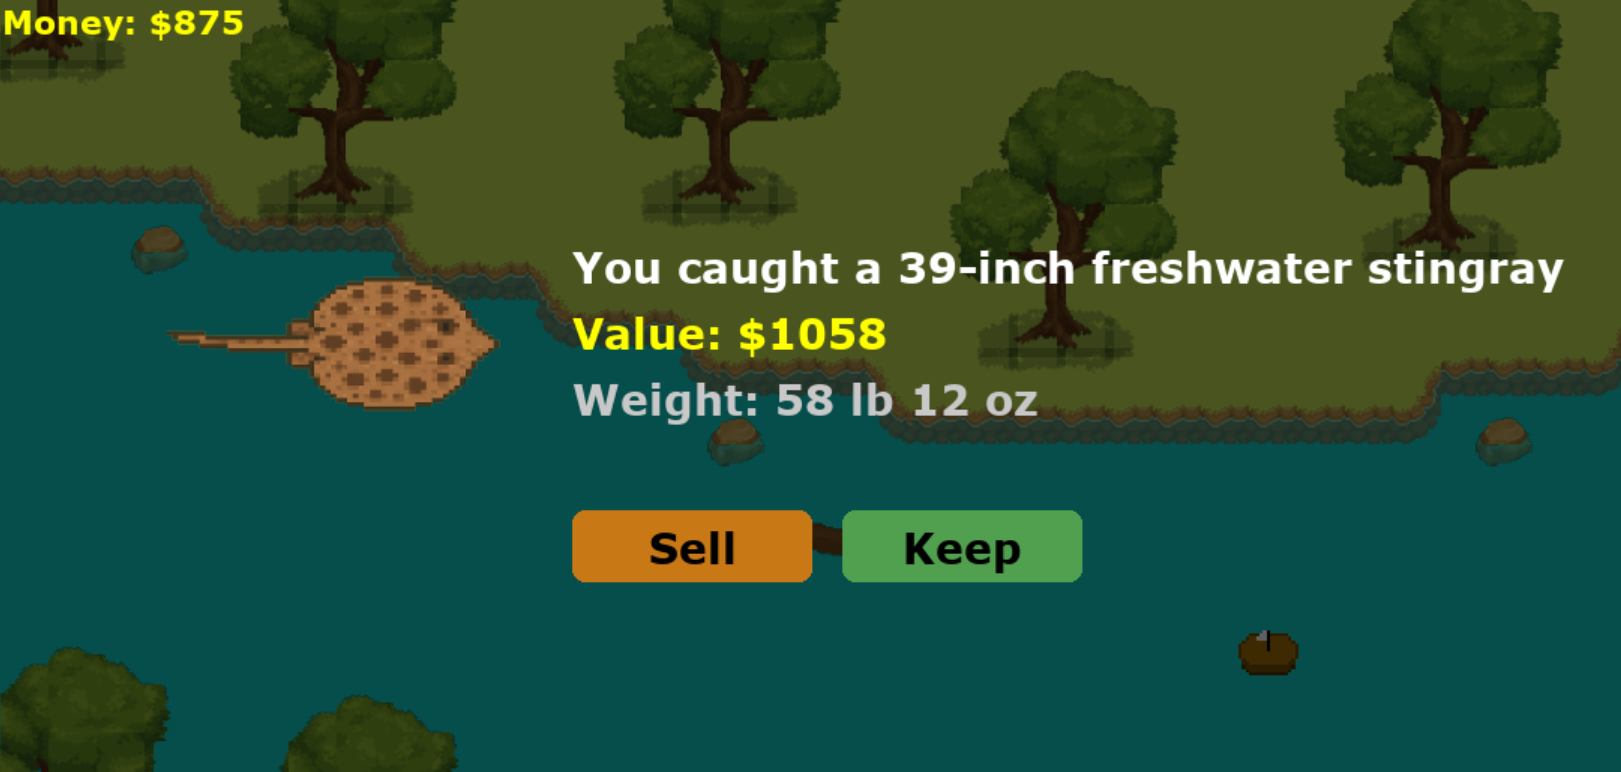 Money: $875
You caught a 39-inch freshwater stingray
Value: $1058
Weight: 58 lb 12 oz
Sell
Keep